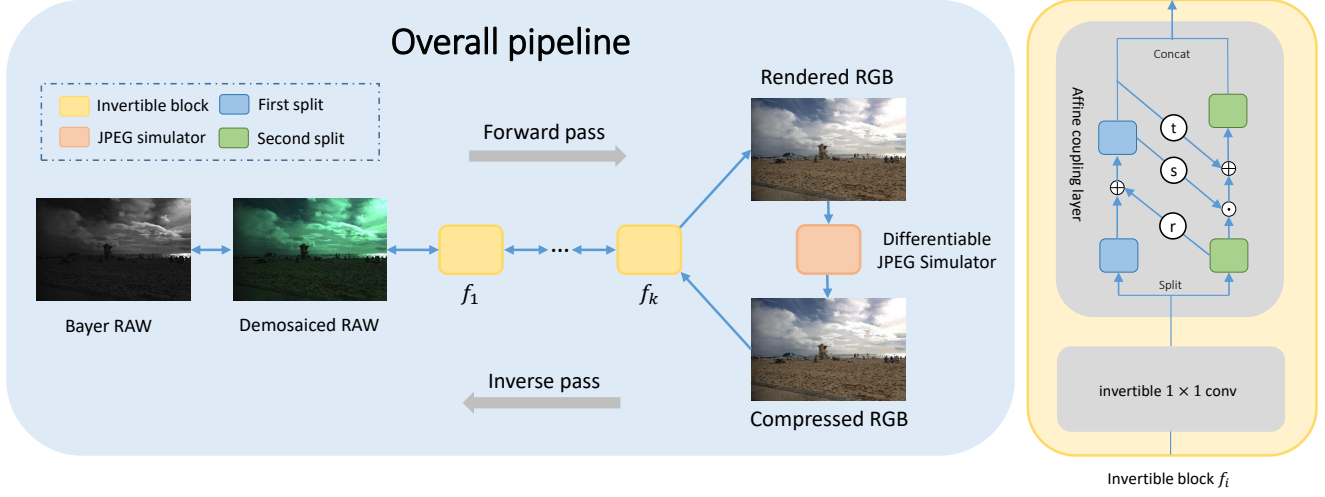 Overall pipeline
Invertible block
First split
JPEG simulator
Second split
Forward pass
Rendered RGB
Bayer RAW
Demosaiced RAW
f₁
...
fₖ
Differentiable
JPEG Simulator
Inverse pass
Compressed RGB
Concat
Affine coupling layer
t
s
r
Split
invertible 1 × 1 conv
Invertible block fᵢ